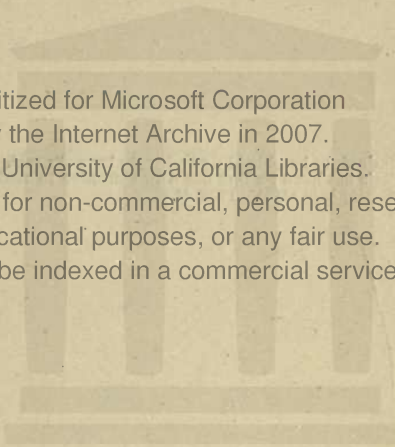 itized for Microsoft Corporation
the Internet Archive in 2007.
University of California Libraries.
for non-commercial, personal, rese
cational purposes, or any fair use.
be indexed in a commercial service